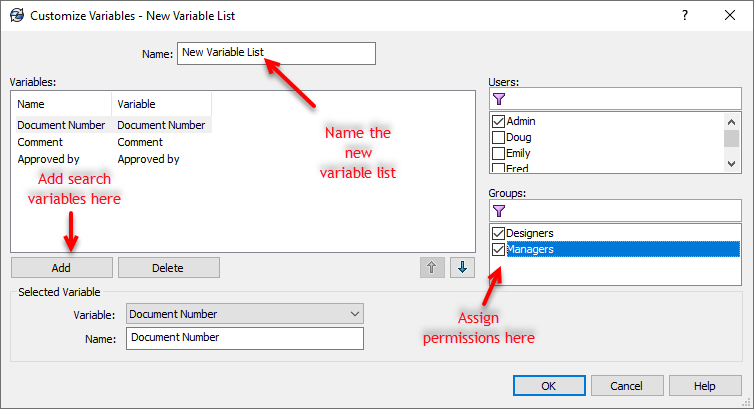 Customize Variables - New Variable List
?
Name: New Variable List
Variables:
Name Variable
Document Number Document Number
Comment Comment
Approved by Approved by
Add search
variables here
Name the
new
variable list
Users:
Admin
Doug
Emily
Fred
Groups:
Designers
Managers
Add Delete
Assign
permissions here
Selected Variable
Variable: Document Number
Name: Document Number
OK Cancel Help